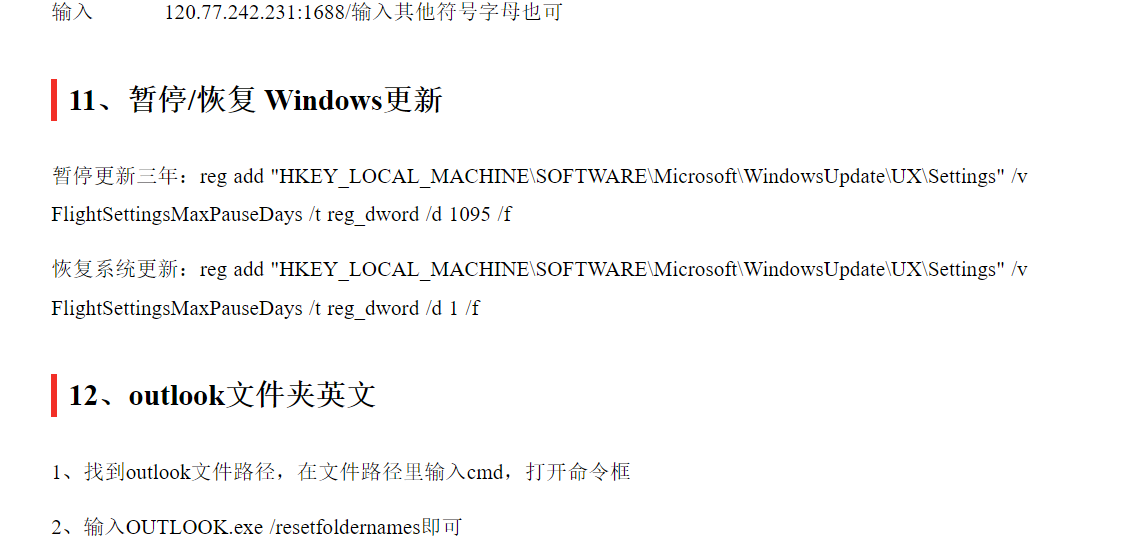 输入 120.77.242.231:1688/输入其他符号字母也可
11、暂停/恢复 Windows更新
暂停更新三年：reg add "HKEY_LOCAL_MACHINE\SOFTWARE\Microsoft\WindowsUpdate\UX\Settings" /v
FlightSettingsMaxPauseDays /t reg_dword /d 1095 /f
恢复系统更新：reg add "HKEY_LOCAL_MACHINE\SOFTWARE\Microsoft\WindowsUpdate\UX\Settings" /v
FlightSettingsMaxPauseDays /t reg_dword /d 1 /f
12、outlook文件夹英文
1、找到outlook文件路径，在文件路径里输入cmd，打开命令框
2、输入OUTLOOK.exe /resetfoldernames即可